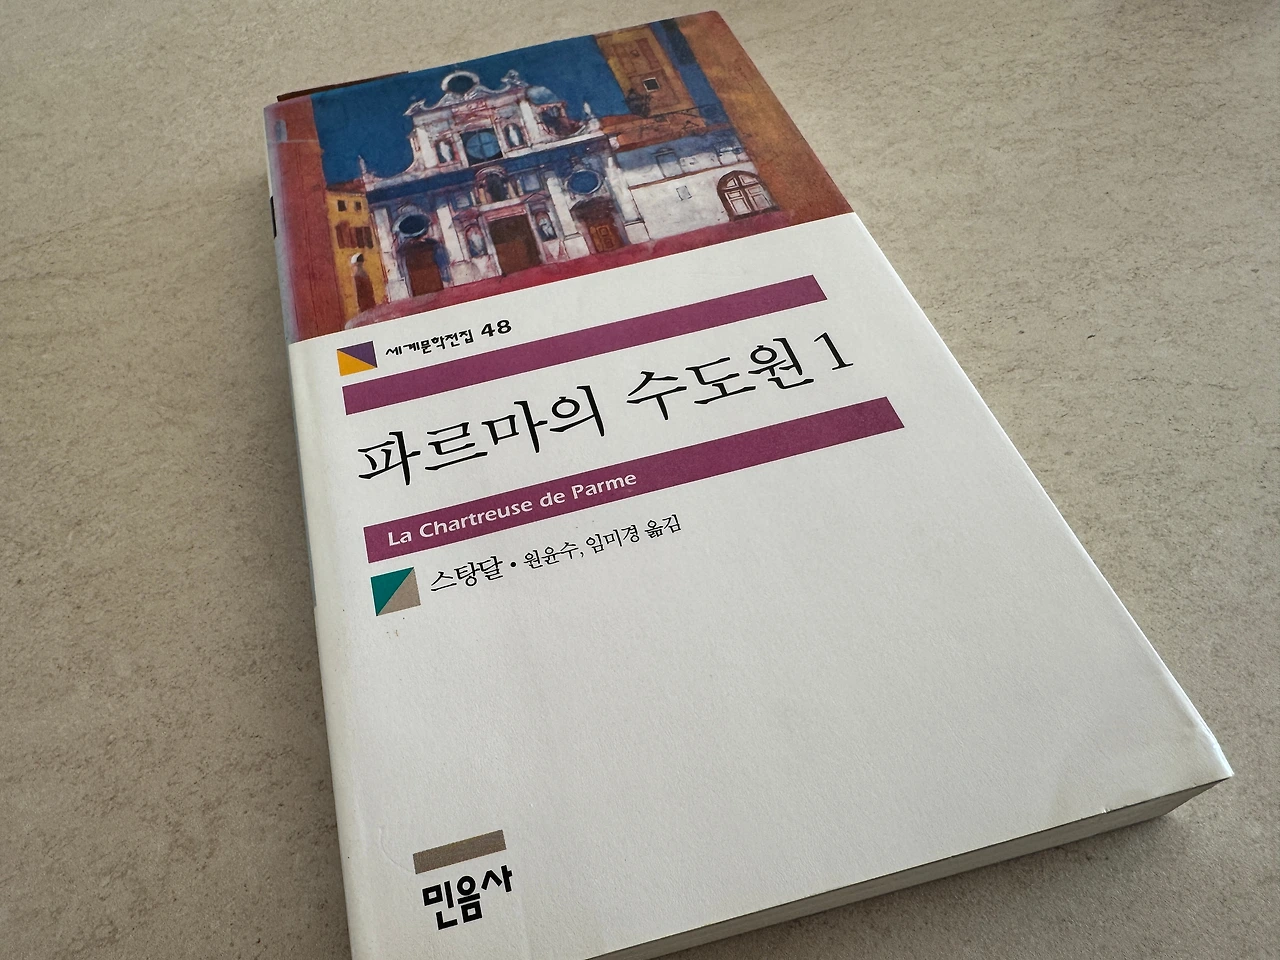 세계문학전집 48
파르마의 수도원 1
La Chartreuse de Parme
스탕달·원윤수, 임미경 옮김
민음사